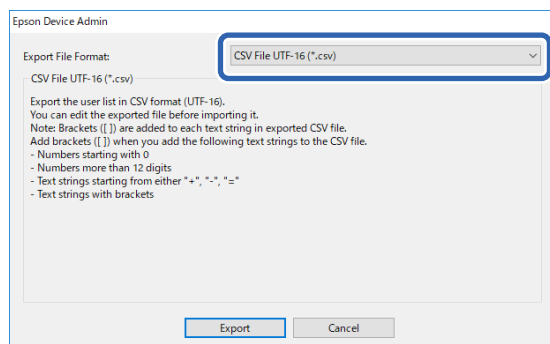 Epson Device Admin
Export File Format:
CSV File UTF-16 (*.csv)
CSV File UTF-16 (*.csv)
Export the user list in CSV format (UTF-16).
You can edit the exported file before importing it.
Note: Brackets ([ ]) are added to each text string in exported CSV file.
Add brackets ([ ]) when you add the following text strings to the CSV file.
- Numbers starting with 0
- Numbers more than 12 digits
- Text strings starting from either "+", "-", "="
- Text strings with brackets
Export
Cancel